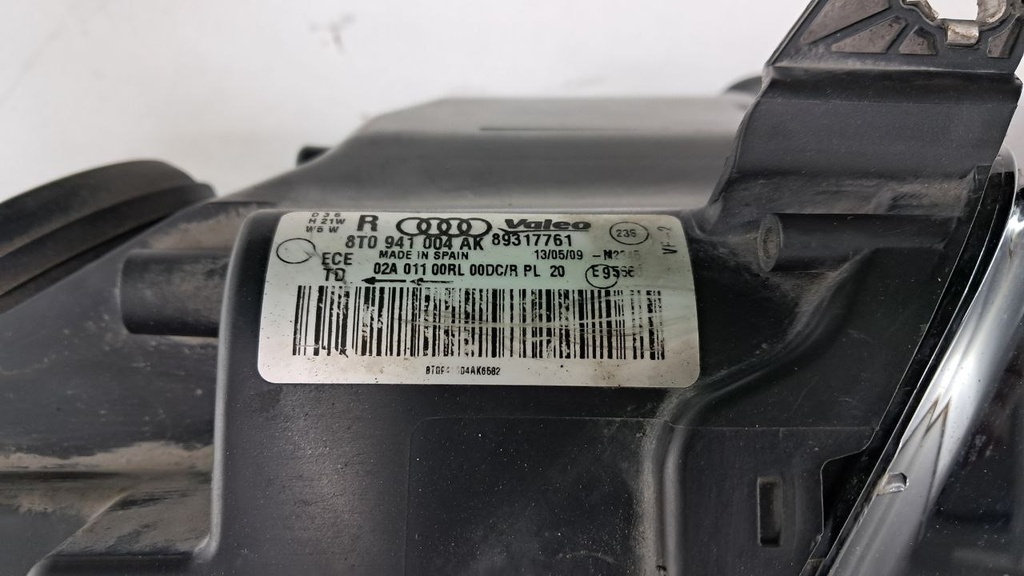 D3S
H 21W
W5W
R Valeo 23S
8T0 941 004 AK 89317761
MADE IN SPAIN 13/05/09
ECE
TD 02A 011 00RL 00DC/R PL 20